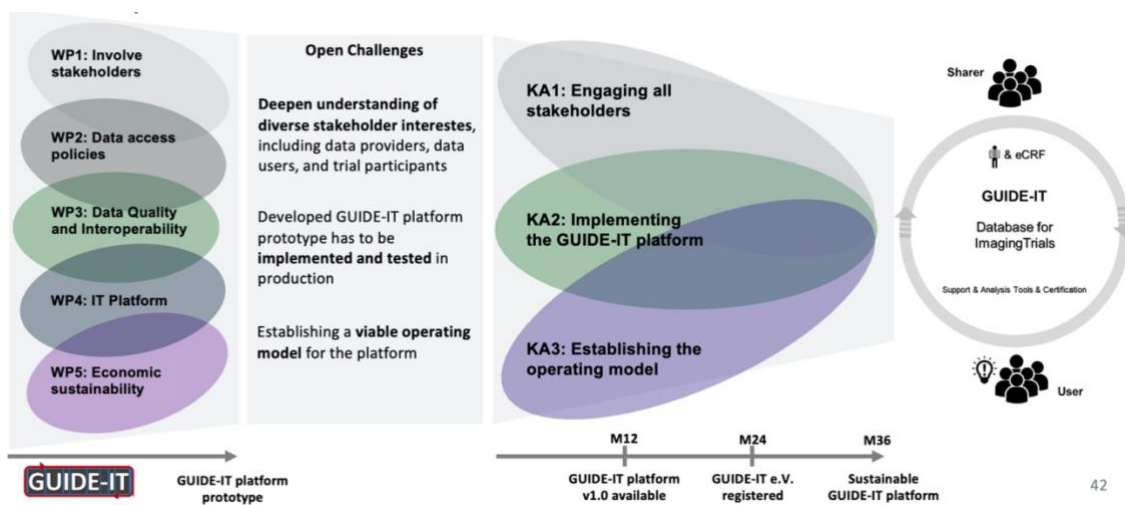 WP1: Involve
stakeholders
WP2: Data access
policies
WP3: Data Quality
and Interoperability
WP4: IT Platform
WP5: Economic
sustainability
GUIDE-IT
GUIDE-IT platform
prototype
Open Challenges
Deepen understanding of
diverse stakeholder interestes,
including data providers, data
users, and trial participants
Developed GUIDE-IT platform
prototype has to be
implemented and tested in
production
Establishing a viable operating
model for the platform
KA1: Engaging all
stakeholders
KA2: Implementing
the GUIDE-IT platform
KA3: Establishing the
operating model
M12
GUIDE-IT platform
v1.0 available
M24
GUIDE-IT e.V.
registered
M36
Sustainable
GUIDE-IT platform
Sharer
& eCRF
GUIDE-IT
Database for
ImagingTrials
Support & Analysis Tools & Certification
User
42